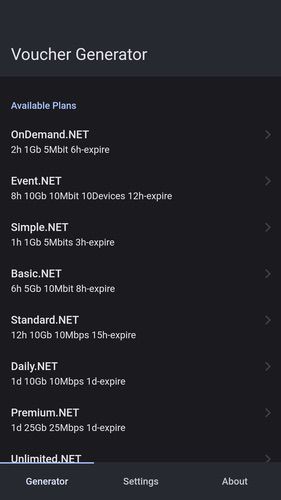 Voucher Generator
Available Plans
OnDemand.NET
2h 1Gb 5Mbit 6h-expire
Event.NET
8h 10Gb 10Mbit 10Devices 12h-expire
Simple.NET
1h 1Gb 5Mbits 3h-expire
Basic.NET
6h 5Gb 10Mbit 8h-expire
Standard.NET
12h 10Gb 10Mbps 15h-expire
Daily.NET
1d 10Gb 10Mbps 1d-expire
Premium.NET
1d 25Gb 25Mbps 1d-expire
Unlimited.NET
Generator
Settings
About